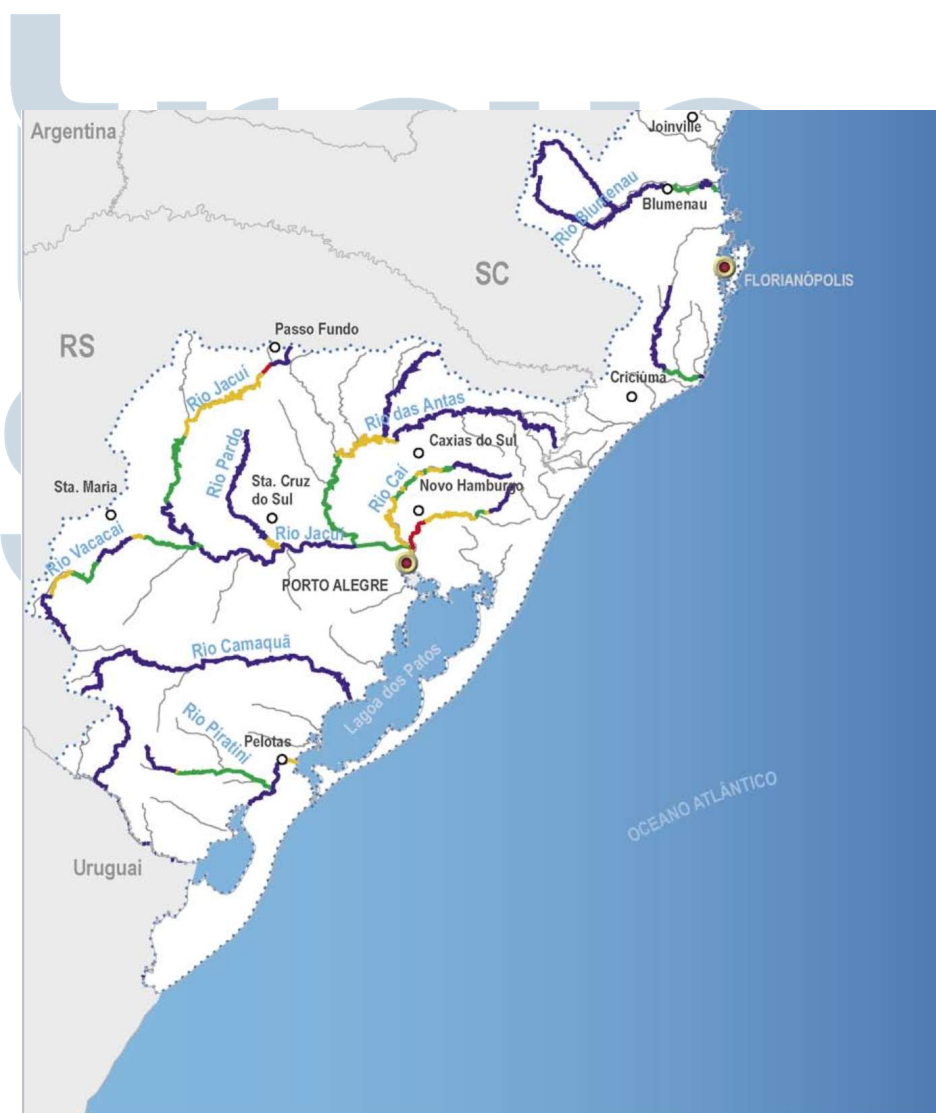 Argentina
Joinville
Rio Blumenau
Blumenau
SC
FLORIANÓPOLIS
RS
Passo Fundo
Rio Jacuí
Criciúma
Rio das Antas
Rio Pardo
Caxias do Sul
Rio Caí
Sta. Maria
Sta. Cruz
do Sul
Novo Hamburgo
Rio Jacuí
Rio Vacacaí
PORTO ALEGRE
Rio Camaquã
Lagoa dos Patos
Rio Piratini
Pelotas
OCEANO ATLÂNTICO
Uruguai